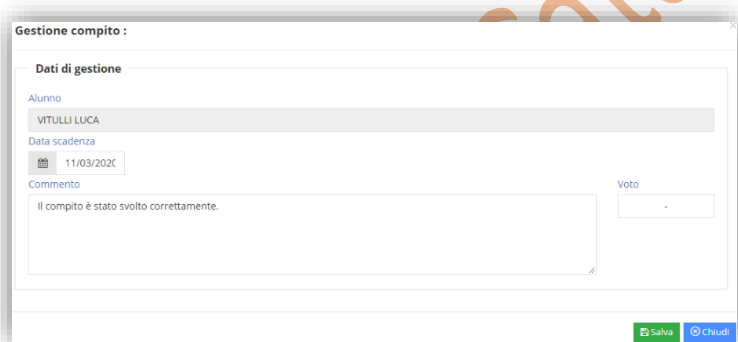 Gestione compito :
Dati di gestione
Alunno
VITULLI LUCA
Data scadenza
11/03/202
Commento
Voto
Il compito è stato svolto correttamente.
-
Salva
Chiudi